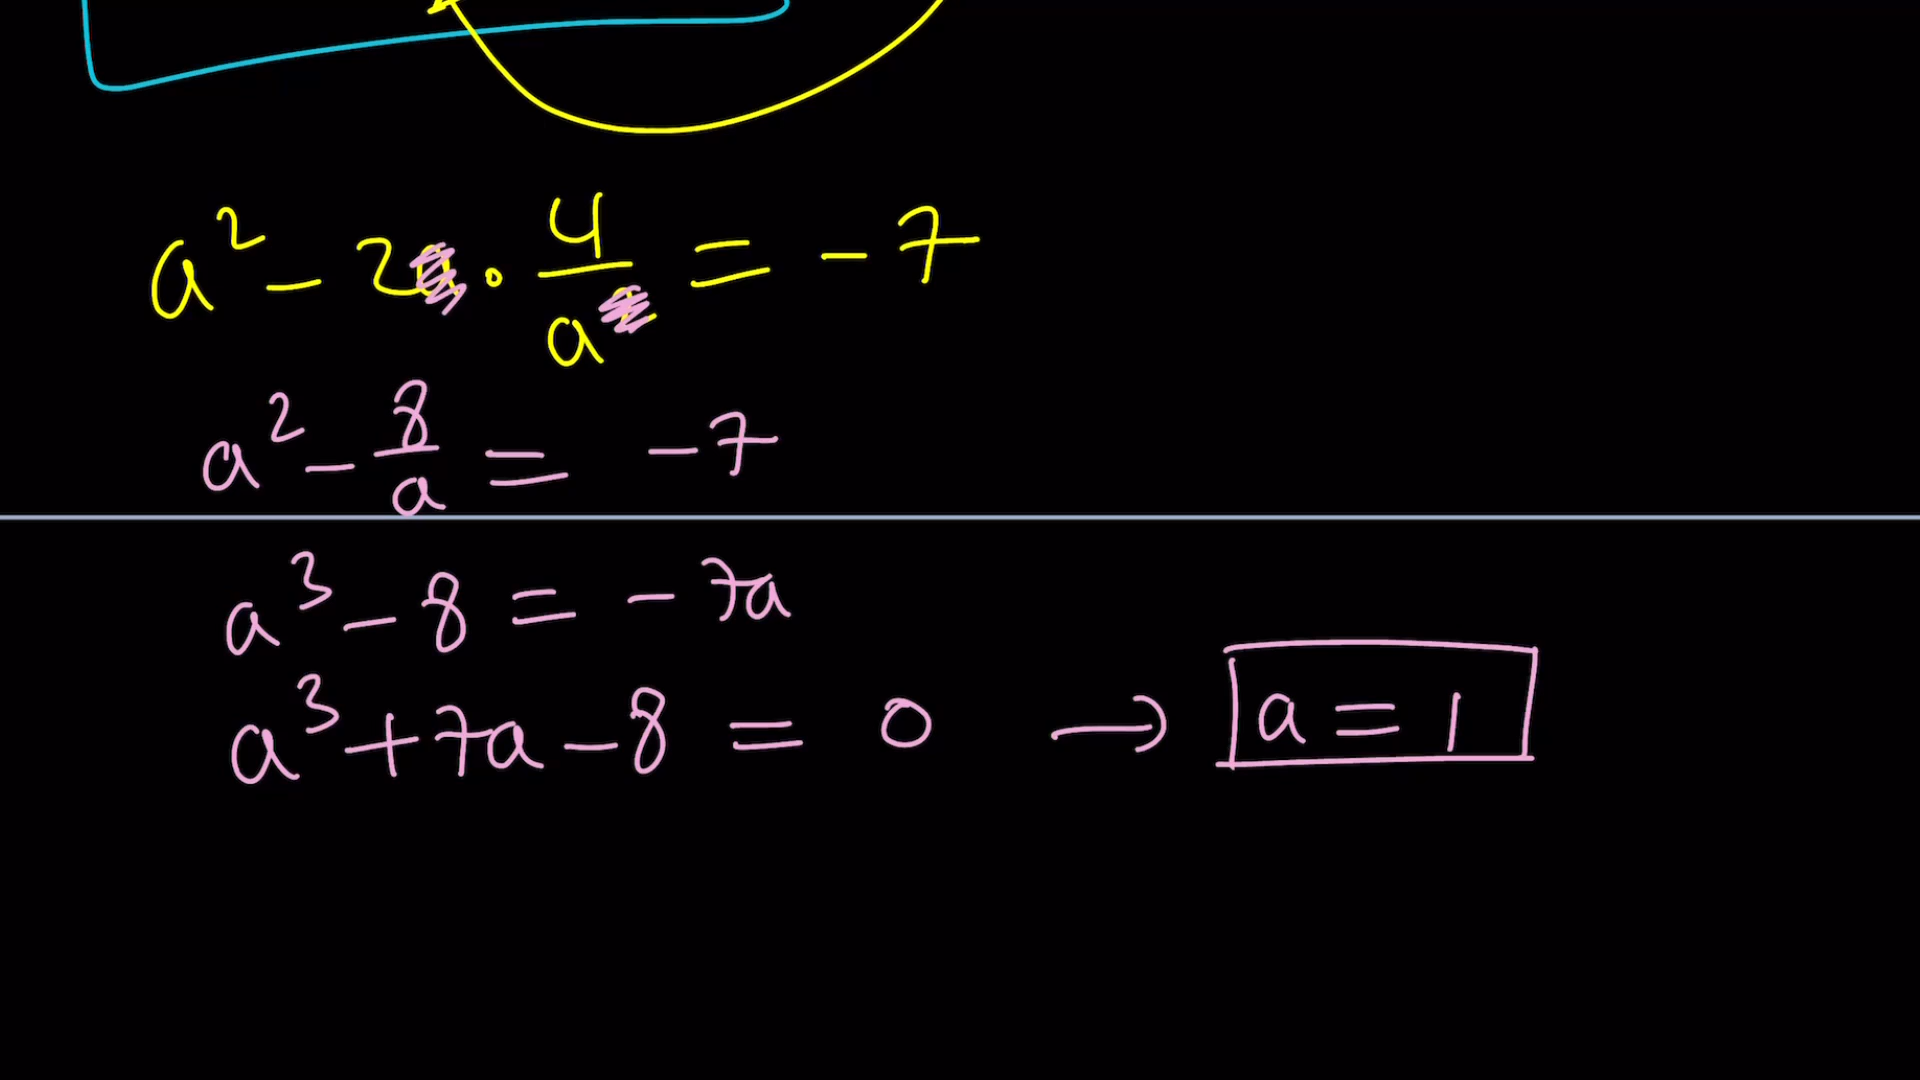 a² - 2a · 4/a² = -7
a² - 8/a = -7
a³ - 8 = -7a
a³ + 7a - 8 = 0 → a = 1